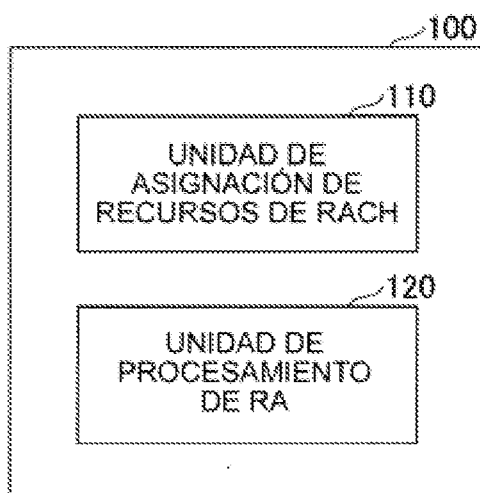 100
110
UNIDAD DE
ASIGNACIÓN DE
RECURSOS DE RACH
120
UNIDAD DE
PROCESAMIENTO
DE RA